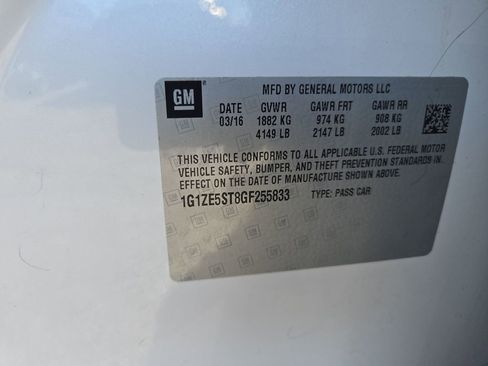 GM
MFD BY GENERAL MOTORS LLC
DATE GVWR GAWR FRT GAWR RR
03/16 1882 KG 974 KG 908 KG
4149 LB 2147 LB 2002 LB
THIS VEHICLE CONFORMS TO ALL APPLICABLE U.S. FEDERAL MOTOR
VEHICLE SAFETY, BUMPER, AND THEFT PREVENTION STANDARDS IN
EFFECT ON THE DATE OF MANUFACTURE SHOWN ABOVE.
1G1ZE5ST8GF255833 TYPE: PASS CAR